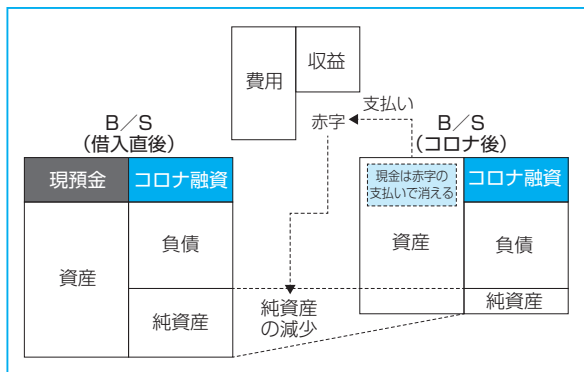 費用
収益
赤字
支払い
B／S
（借入直後）
現預金
コロナ融資
資産
負債
純資産
純資産
の減少
B／S
（コロナ後）
現金は赤字の
支払いで消える
コロナ融資
資産
負債
純資産